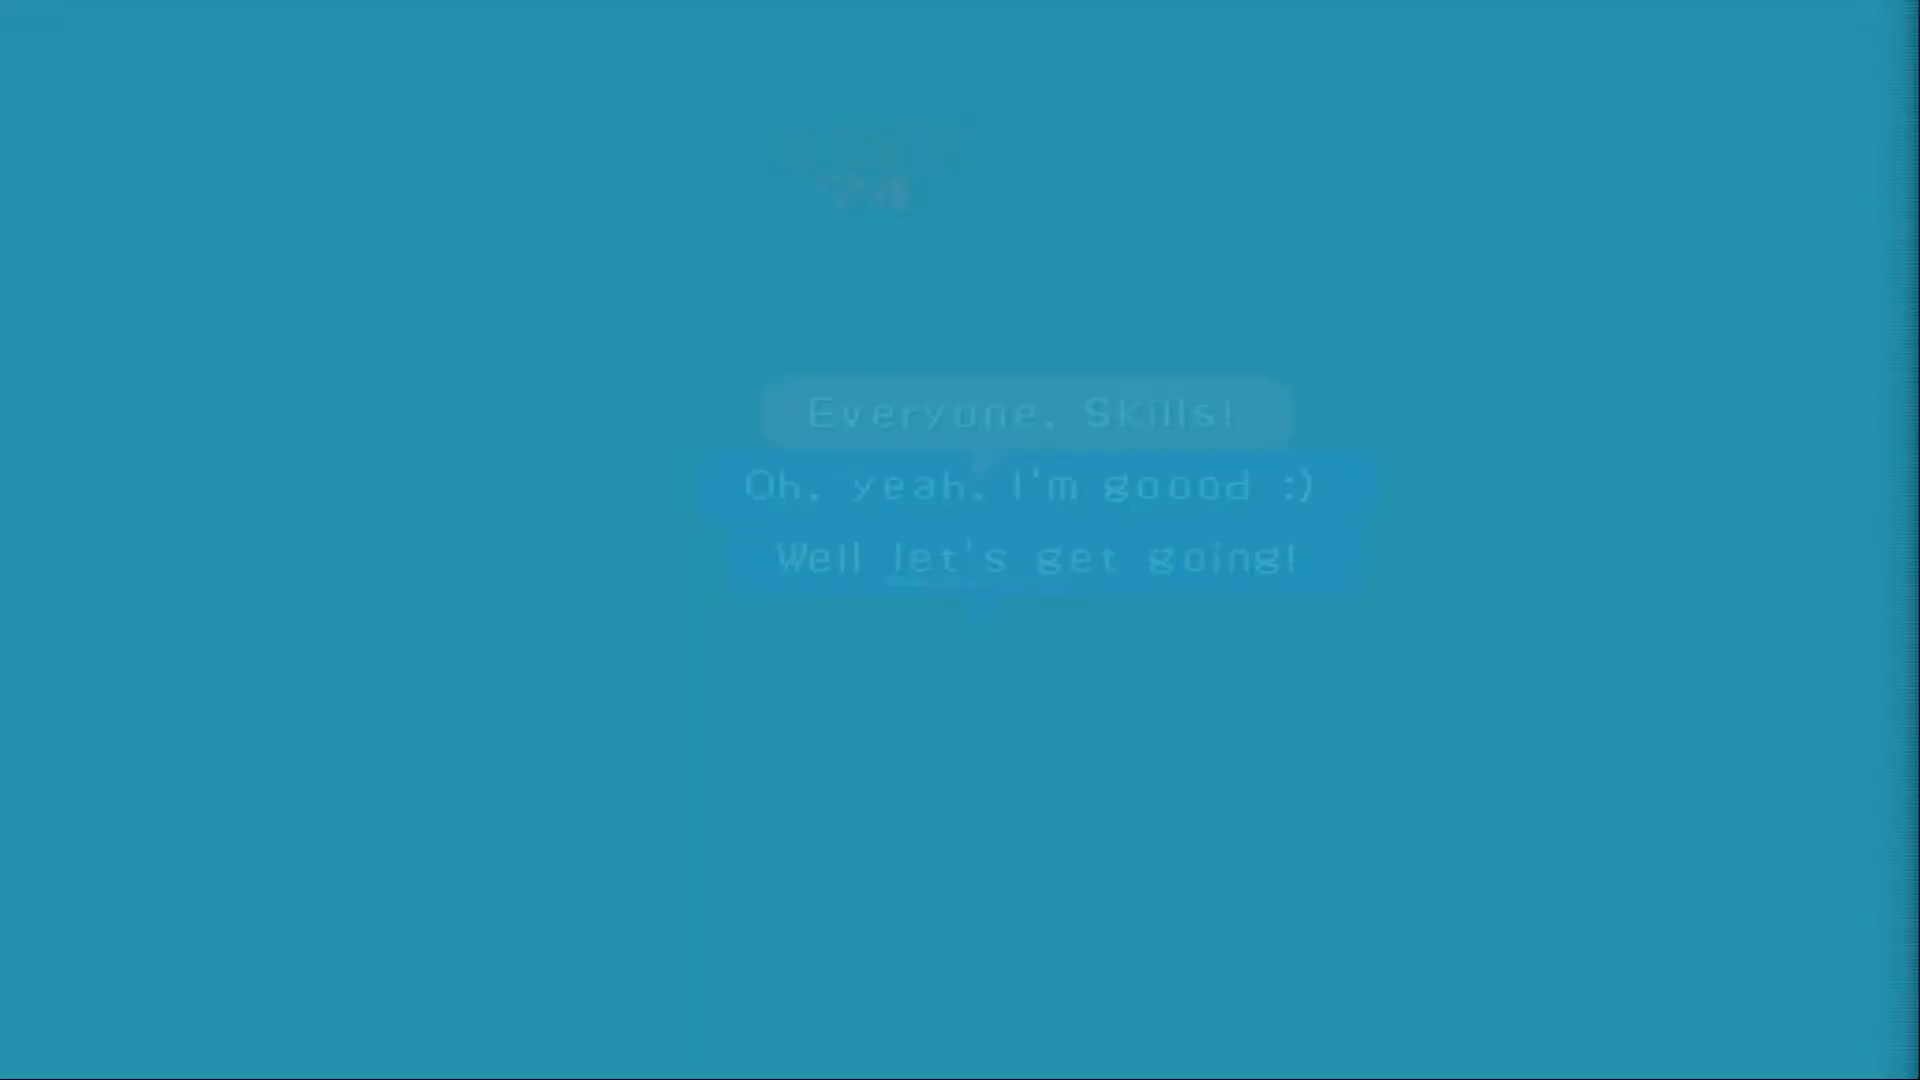 Everyone, Skills!
Oh, yeah, I'm goood :)
Well let's get going!